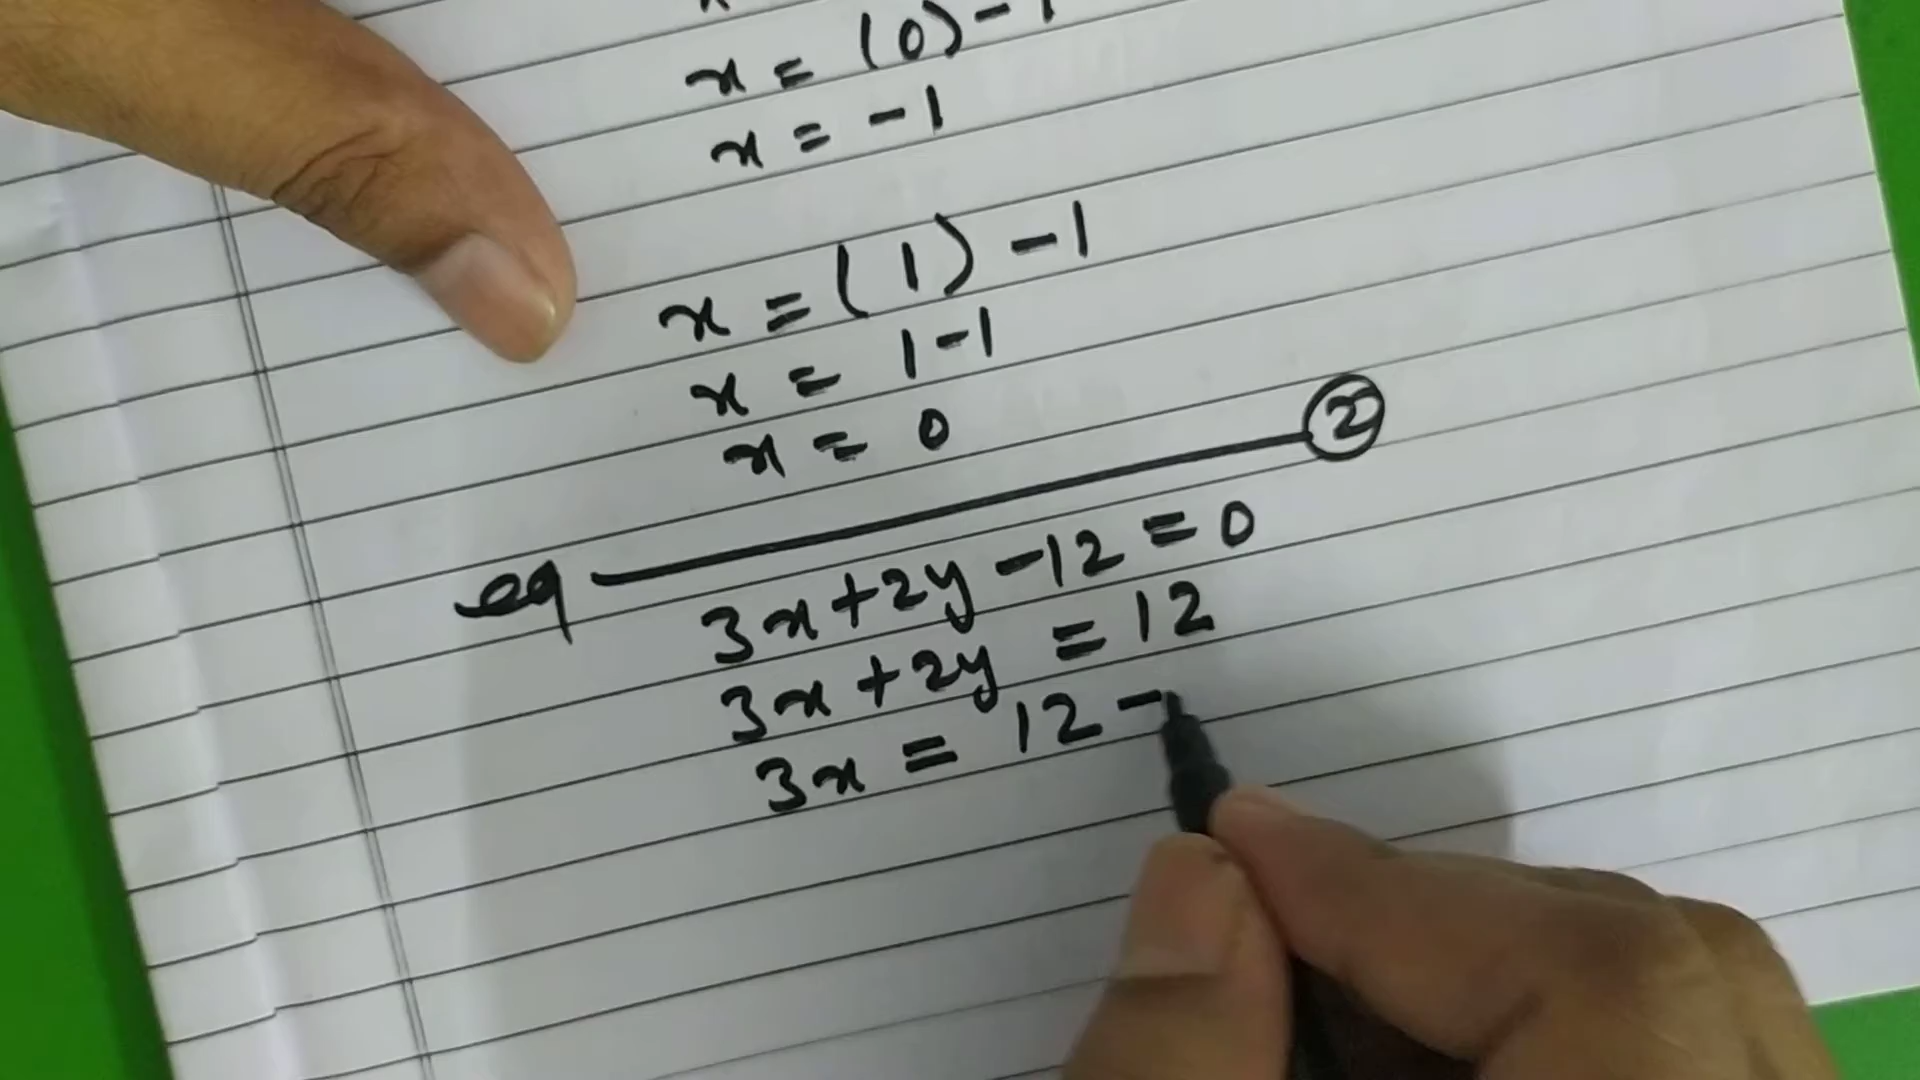 x = (0) - 1
x = -1
x = (1) - 1
x = 1 - 1
x = 0
eq ②
3x + 2y - 12 = 0
3x + 2y = 12
3x = 12 -